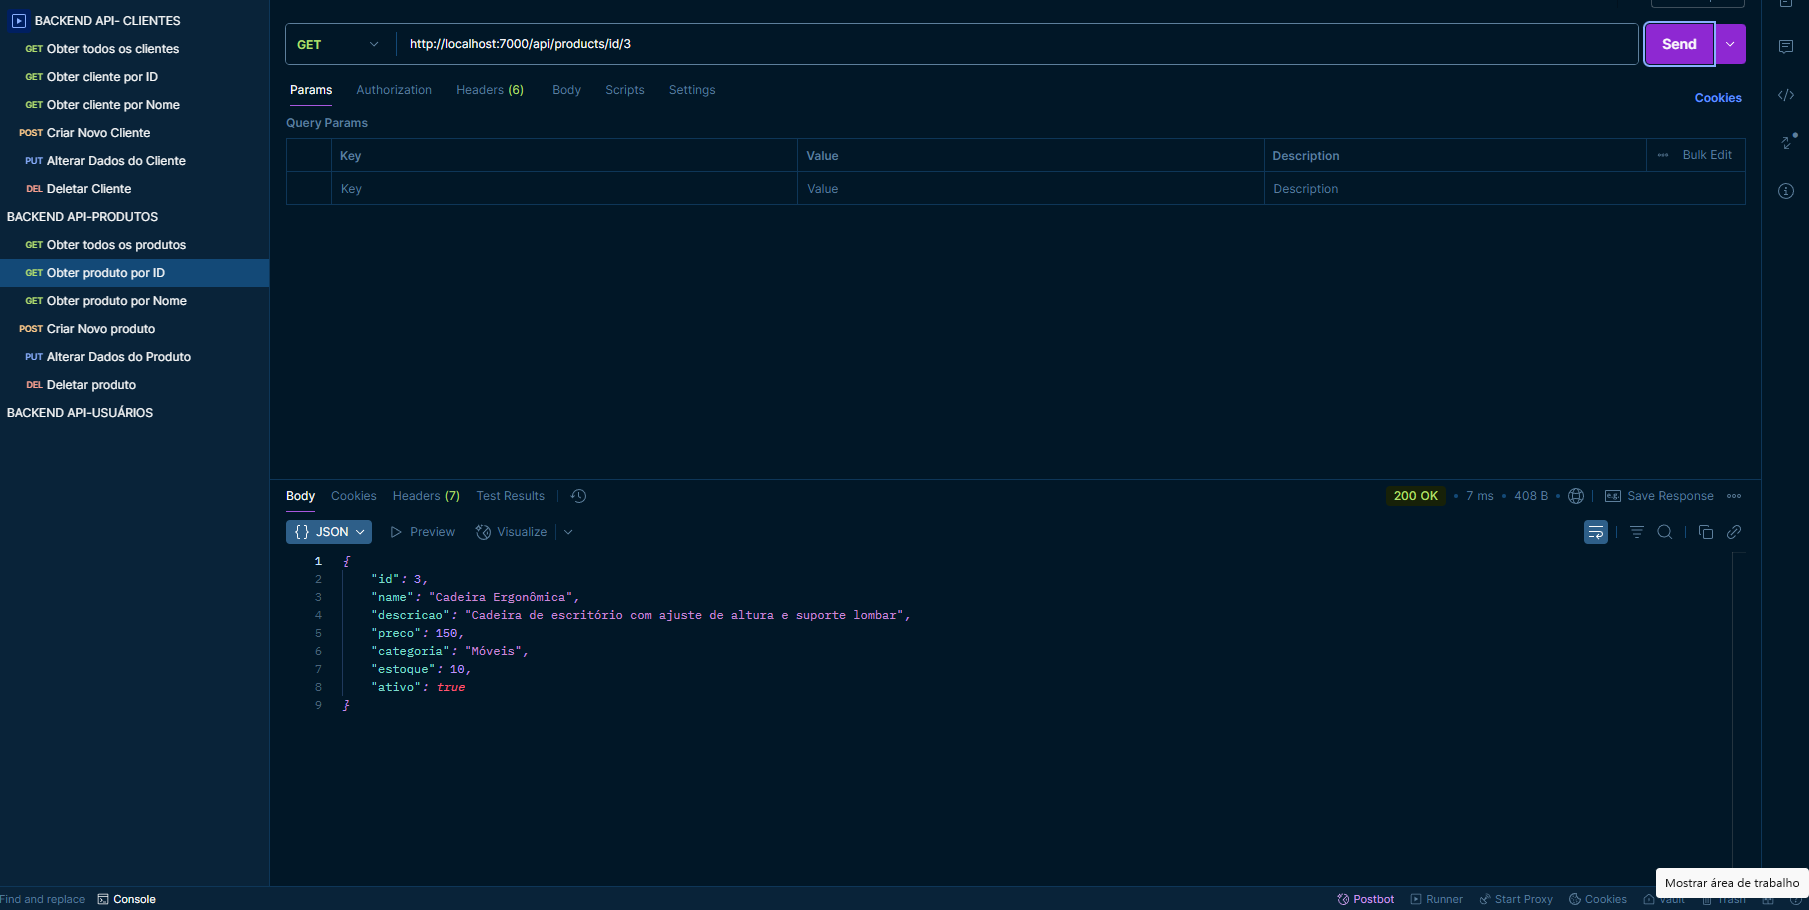 BACKEND API- CLIENTES
GET Obter todos os clientes
GET Obter cliente por ID
GET Obter cliente por Nome
POST Criar Novo Cliente
PUT Alterar Dados do Cliente
DEL Deletar Cliente
BACKEND API-PRODUTOS
GET Obter todos os produtos
GET Obter produto por ID
GET Obter produto por Nome
POST Criar Novo produto
PUT Alterar Dados do Produto
DEL Deletar produto
BACKEND API-USUÁRIOS
GET http://localhost:7000/api/products/id/3 Send
Params Authorization Headers (6) Body Scripts Settings Cookies
Query Params
Key Value Description Bulk Edit
Key Value Description
Body Cookies Headers (7) Test Results 200 OK 7 ms 408 B Save Response
{} JSON Preview Visualize
1 {
2 "id": 3,
3 "name": "Cadeira Ergonômica",
4 "descricao": "Cadeira de escritório com ajuste de altura e suporte lombar",
5 "preco": 150,
6 "categoria": "Móveis",
7 "estoque": 10,
8 "ativo": true
9 }
Mostrar área de trabalho
Find and replace Console Postbot Runner Start Proxy Cookies Vault Trash